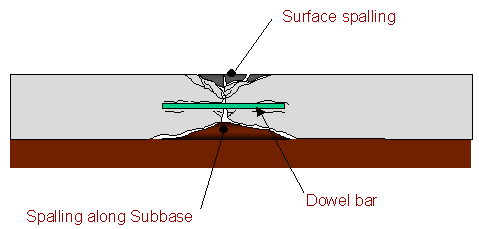 Surface spalling
Dowel bar
Spalling along Subbase